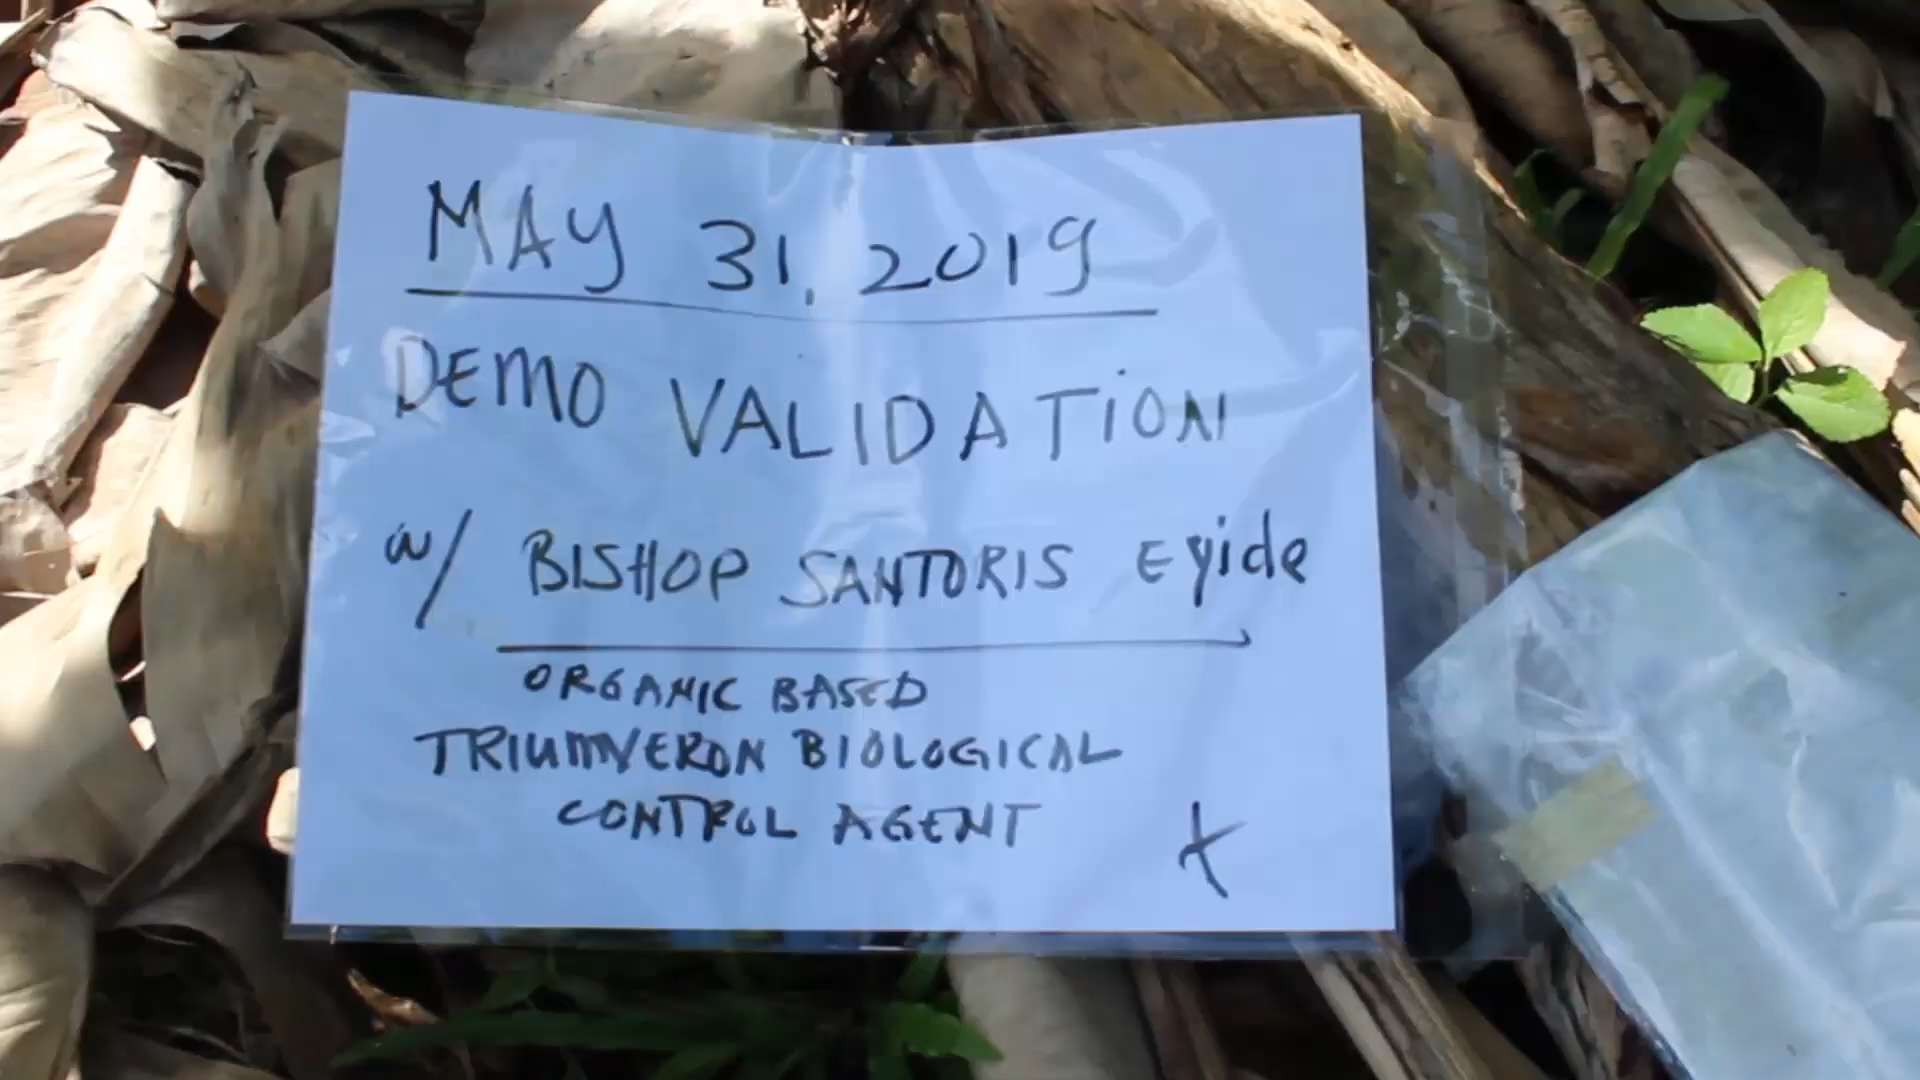 MAY 31, 2019
DEMO VALIDATION
w/ BISHOP SANTORIS Eyide
ORGANIC BASED
TRIUMVERON BIOLOGICAL
CONTROL AGENT